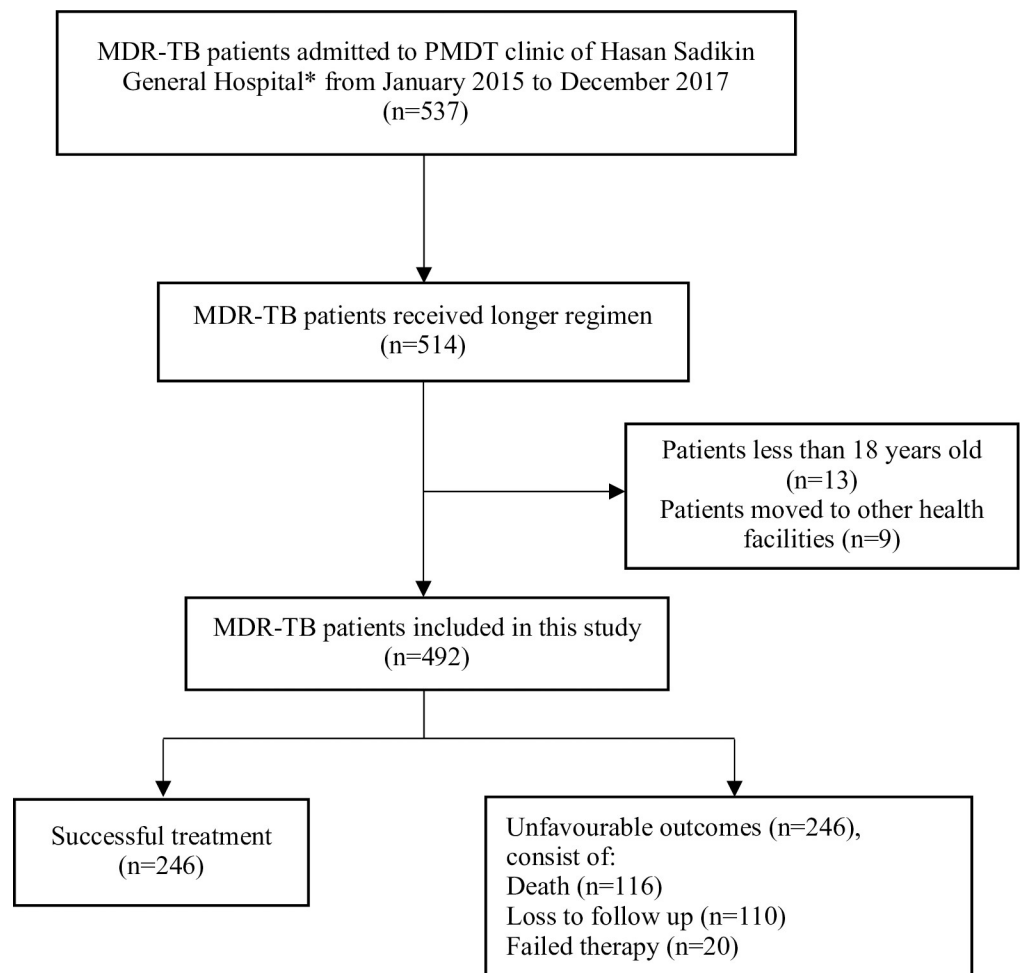 MDR-TB patients admitted to PMDT clinic of Hasan Sadikin
General Hospital* from January 2015 to December 2017
(n=537)
MDR-TB patients received longer regimen
(n=514)
Patients less than 18 years old
(n=13)
Patients moved to other health
facilities (n=9)
MDR-TB patients included in this study
(n=492)
Successful treatment
(n=246)
Unfavourable outcomes (n=246),
consist of:
Death (n=116)
Loss to follow up (n=110)
Failed therapy (n=20)